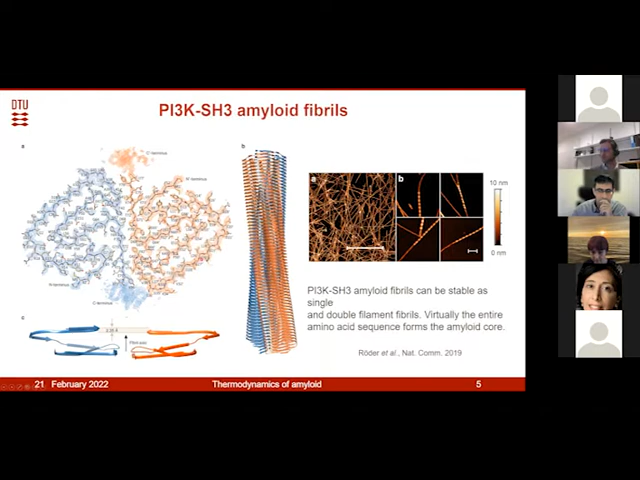 DTU
PI3K-SH3 amyloid fibrils
a
b
C-terminus
N-terminus
N-terminus
C-terminus
c
a
b
10 nm
0 nm
PI3K-SH3 amyloid fibrils can be stable as
single
and double filament fibrils. Virtually the entire
amino acid sequence forms the amyloid core.
Röder et al., Nat. Comm. 2019
21 February 2022
Thermodynamics of amyloid
5